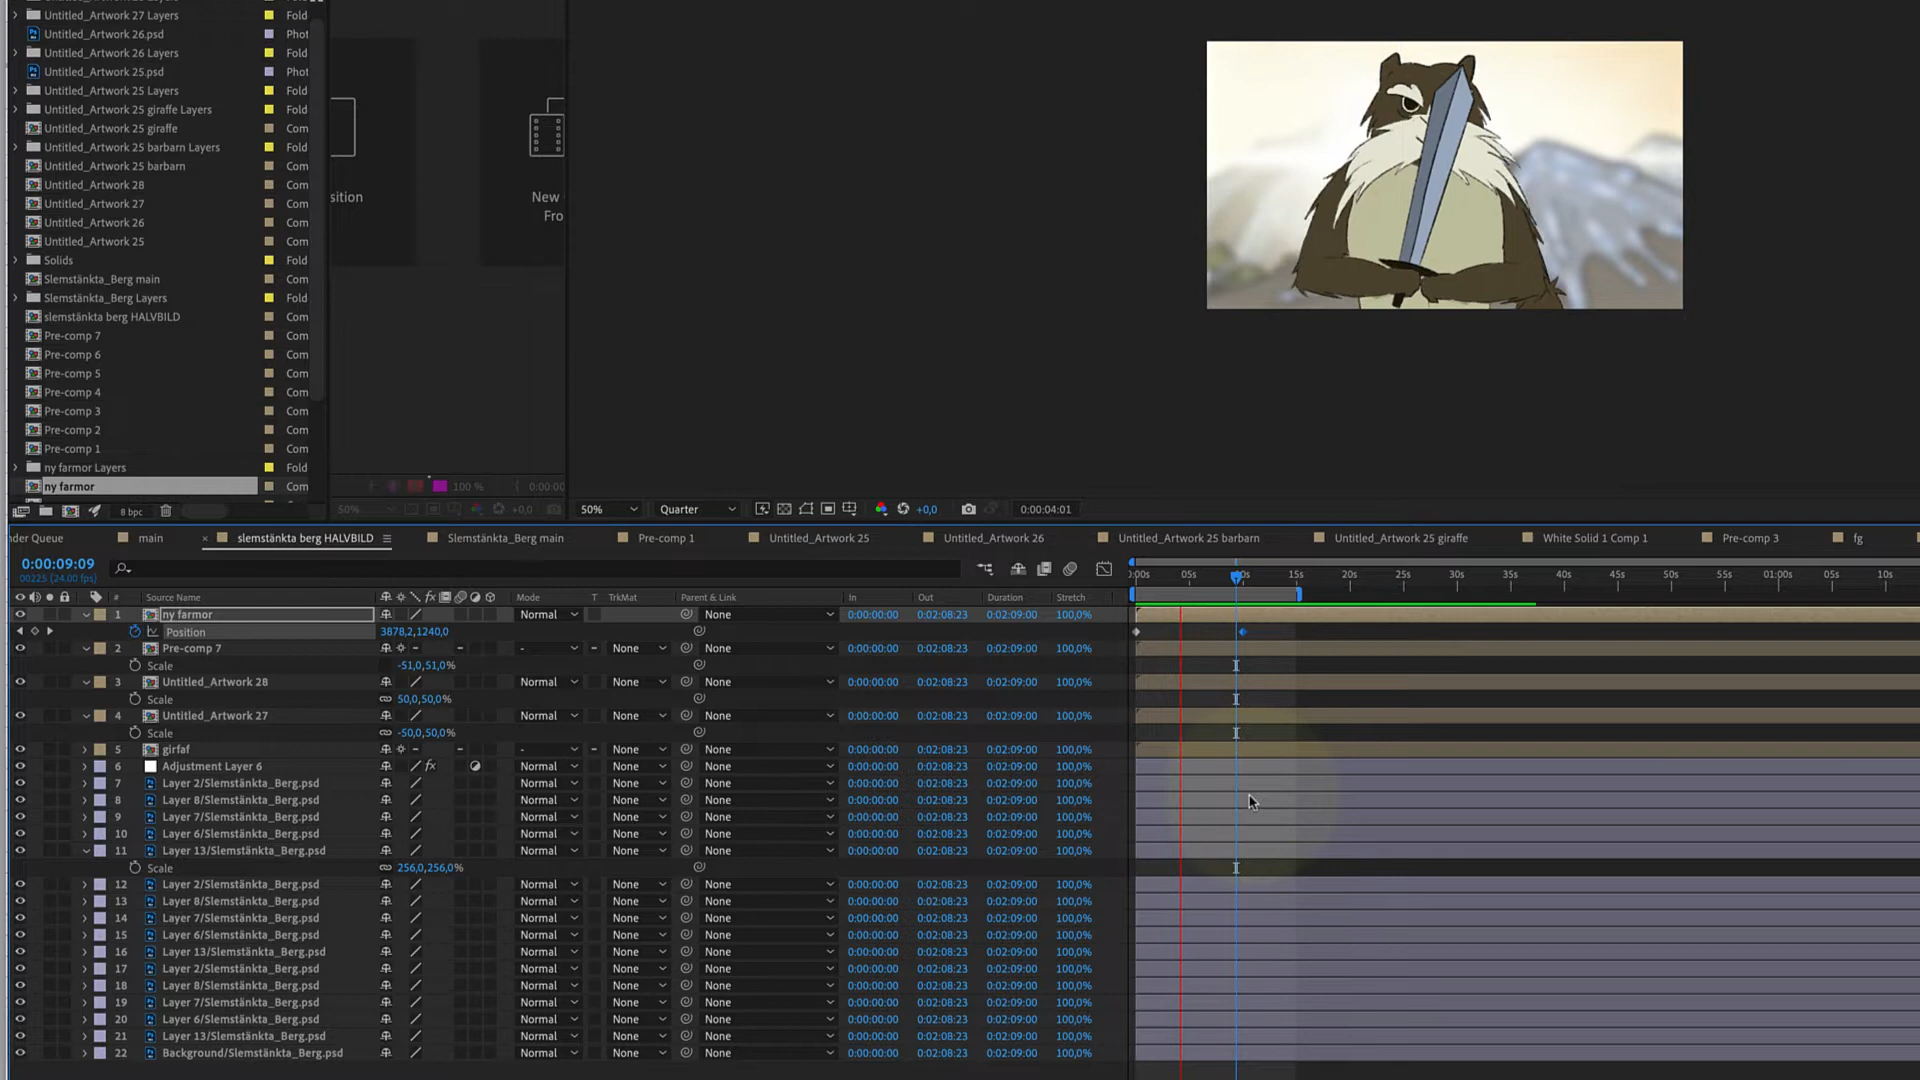 Untitled_Artwork 27 Layers Fold
Untitled_Artwork 26.psd Phot
Untitled_Artwork 26 Layers Fold
Untitled_Artwork 25.psd Phot
Untitled_Artwork 25 Layers Fold
Untitled_Artwork 25 giraffe Layers Fold
Untitled_Artwork 25 giraffe Com
Untitled_Artwork 25 barbarn Layers Fold
Untitled_Artwork 25 barbarn Com
Untitled_Artwork 28 Com
Untitled_Artwork 27 Com
Untitled_Artwork 26 Com
Untitled_Artwork 25 Com
Solids Fold
Slemstänkta_Berg main Com
Slemstänkta_Berg Layers Fold
slemstänkta berg HALVBILD Com
Pre-comp 7 Com
Pre-comp 6 Com
Pre-comp 5 Com
Pre-comp 4 Com
Pre-comp 3 Com
Pre-comp 2 Com
Pre-comp 1 Com
ny farmor Layers Fold
ny farmor Com
sition New
Fro
8 bpc
100 % 0:00:00
50% +0,0
50% Quarter +0,0 0:00:04:01
der Queue main slemstänkta berg HALVBILD Slemstänkta_Berg main Pre-comp 1 Untitled_Artwork 25 Untitled_Artwork 26 Untitled_Artwork 25 barbarn Untitled_Artwork 25 giraffe White Solid 1 Comp 1 Pre-comp 3 fg
0:00:09:09
00225 (24.00 fps)
:00s 05s 15s 20s 25s 30s 35s 40s 45s 50s 55s 01:00s 05s 10s
# Source Name Mode T TrkMat Parent & Link In Out Duration Stretch
1 ny farmor Normal None 0:00:00:00 0:02:08:23 0:02:09:00 100,0%
Position 3878,2,1240,0
2 Pre-comp 7 - None None 0:00:00:00 0:02:08:23 0:02:09:00 100,0%
Scale -51,0,51,0%
3 Untitled_Artwork 28 Normal None None 0:00:00:00 0:02:08:23 0:02:09:00 100,0%
Scale 50,0,50,0%
4 Untitled_Artwork 27 Normal None None 0:00:00:00 0:02:08:23 0:02:09:00 100,0%
Scale -50,0,50,0%
5 girfaf - None None 0:00:00:00 0:02:08:23 0:02:09:00 100,0%
6 Adjustment Layer 6 fx Normal None None 0:00:00:00 0:02:08:23 0:02:09:00 100,0%
7 Layer 2/Slemstänkta_Berg.psd Normal None None 0:00:00:00 0:02:08:23 0:02:09:00 100,0%
8 Layer 8/Slemstänkta_Berg.psd Normal None None 0:00:00:00 0:02:08:23 0:02:09:00 100,0%
9 Layer 7/Slemstänkta_Berg.psd Normal None None 0:00:00:00 0:02:08:23 0:02:09:00 100,0%
10 Layer 6/Slemstänkta_Berg.psd Normal None None 0:00:00:00 0:02:08:23 0:02:09:00 100,0%
11 Layer 13/Slemstänkta_Berg.psd Normal None None 0:00:00:00 0:02:08:23 0:02:09:00 100,0%
Scale 256,0,256,0%
12 Layer 2/Slemstänkta_Berg.psd Normal None None 0:00:00:00 0:02:08:23 0:02:09:00 100,0%
13 Layer 8/Slemstänkta_Berg.psd Normal None None 0:00:00:00 0:02:08:23 0:02:09:00 100,0%
14 Layer 7/Slemstänkta_Berg.psd Normal None None 0:00:00:00 0:02:08:23 0:02:09:00 100,0%
15 Layer 6/Slemstänkta_Berg.psd Normal None None 0:00:00:00 0:02:08:23 0:02:09:00 100,0%
16 Layer 13/Slemstänkta_Berg.psd Normal None None 0:00:00:00 0:02:08:23 0:02:09:00 100,0%
17 Layer 2/Slemstänkta_Berg.psd Normal None None 0:00:00:00 0:02:08:23 0:02:09:00 100,0%
18 Layer 8/Slemstänkta_Berg.psd Normal None None 0:00:00:00 0:02:08:23 0:02:09:00 100,0%
19 Layer 7/Slemstänkta_Berg.psd Normal None None 0:00:00:00 0:02:08:23 0:02:09:00 100,0%
20 Layer 6/Slemstänkta_Berg.psd Normal None None 0:00:00:00 0:02:08:23 0:02:09:00 100,0%
21 Layer 13/Slemstänkta_Berg.psd Normal None None 0:00:00:00 0:02:08:23 0:02:09:00 100,0%
22 Background/Slemstänkta_Berg.psd Normal None None 0:00:00:00 0:02:08:23 0:02:09:00 100,0%